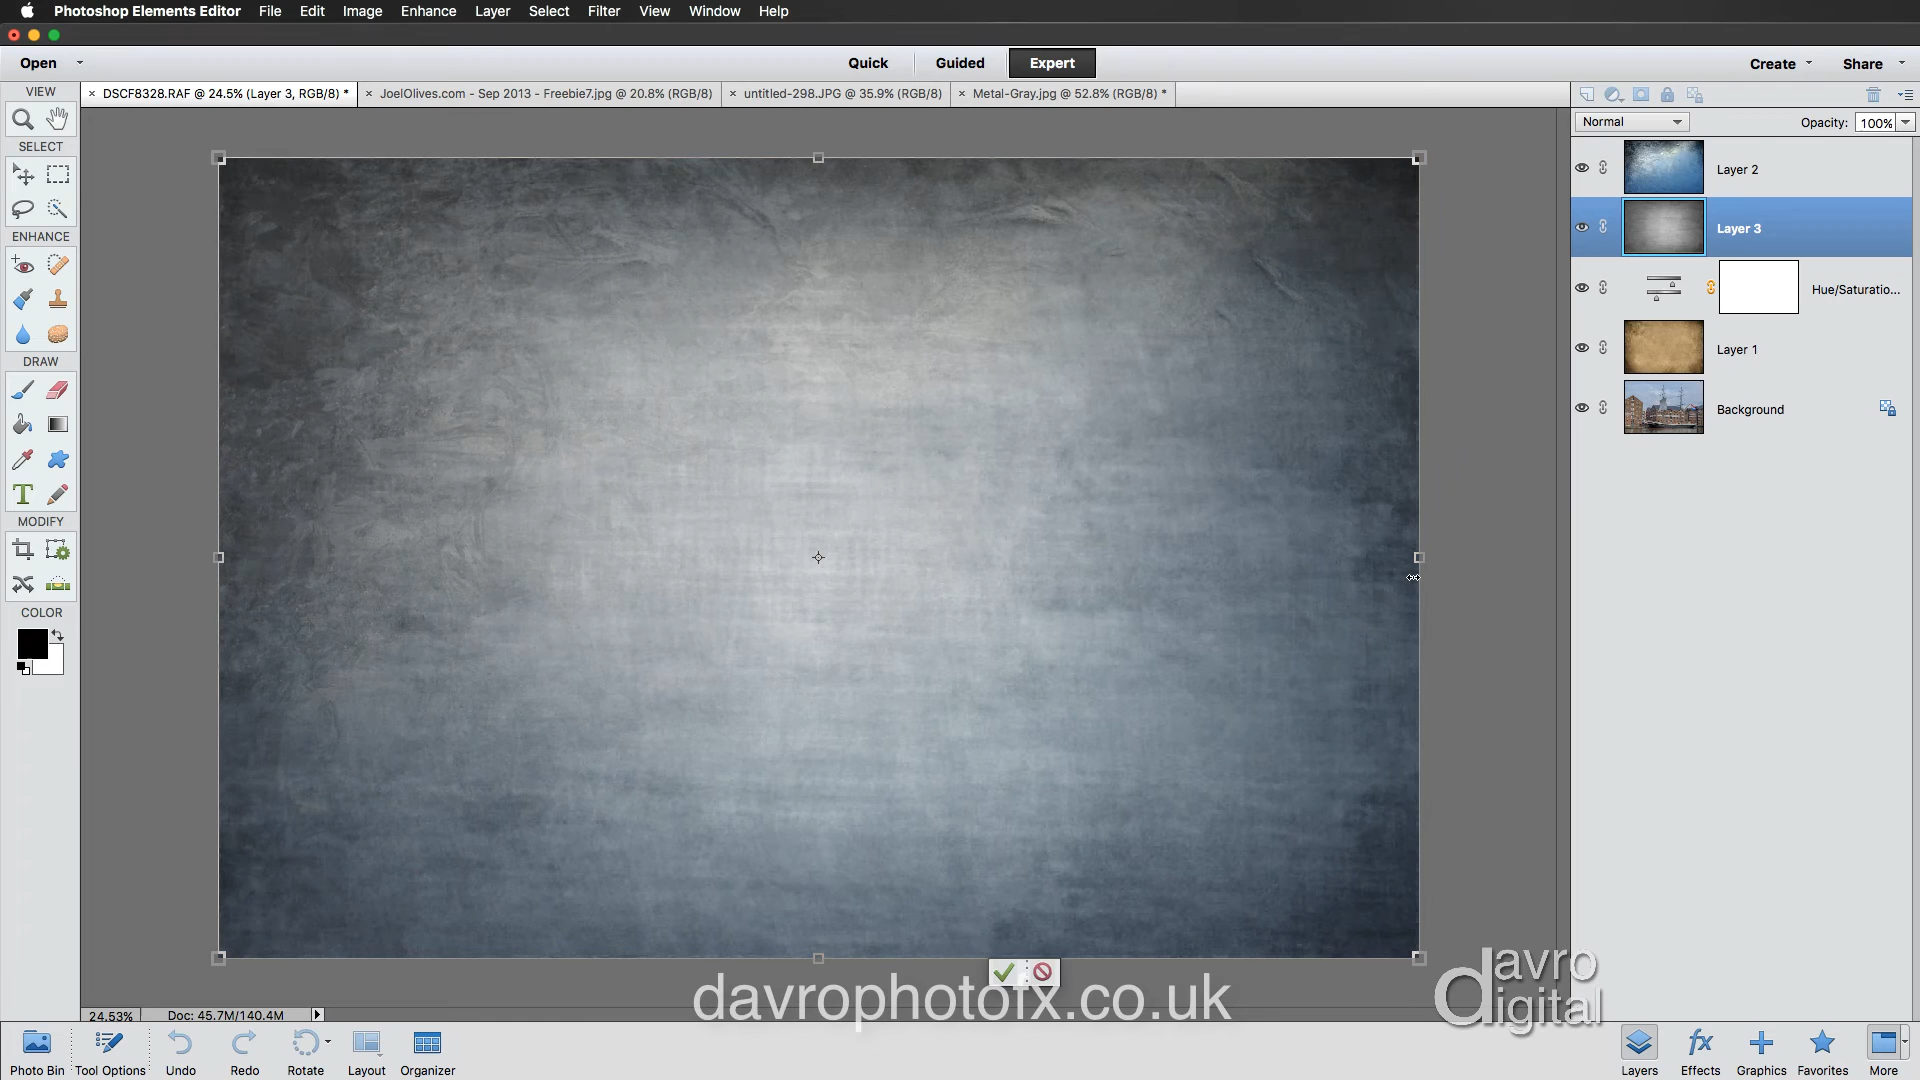 Photoshop Elements Editor File Edit Image Enhance Layer Select Filter View Window Help
Open Quick Guided Expert Create Share
VIEW
× DSCF8328.RAF @ 24.5% (Layer 3, RGB/8) * × JoelOlives.com - Sep 2013 - Freebie7.jpg @ 20.8% (RGB/8) × untitled-298.JPG @ 35.9% (RGB/8) × Metal-Gray.jpg @ 52.8% (RGB/8) *
Normal Opacity: 100%
SELECT
Layer 2
Layer 3
ENHANCE
Hue/Saturatio...
Layer 1
DRAW
Background
T
MODIFY
COLOR
davrophotofx.co.uk
davro
digital
24.53% Doc: 45.7M/140.4M
fx
Photo Bin Tool Options Undo Redo Rotate Layout Organizer Layers Effects Graphics Favorites More